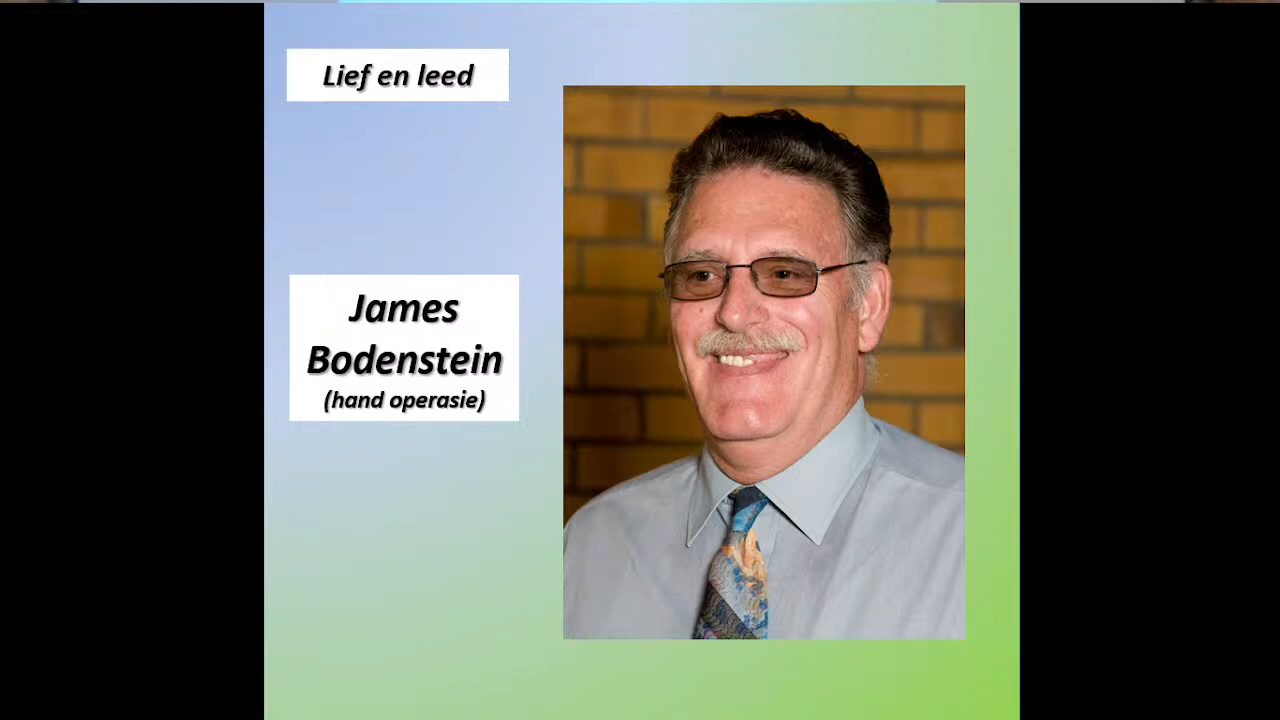 Lief en leed
James
Bodenstein
(hand operasie)